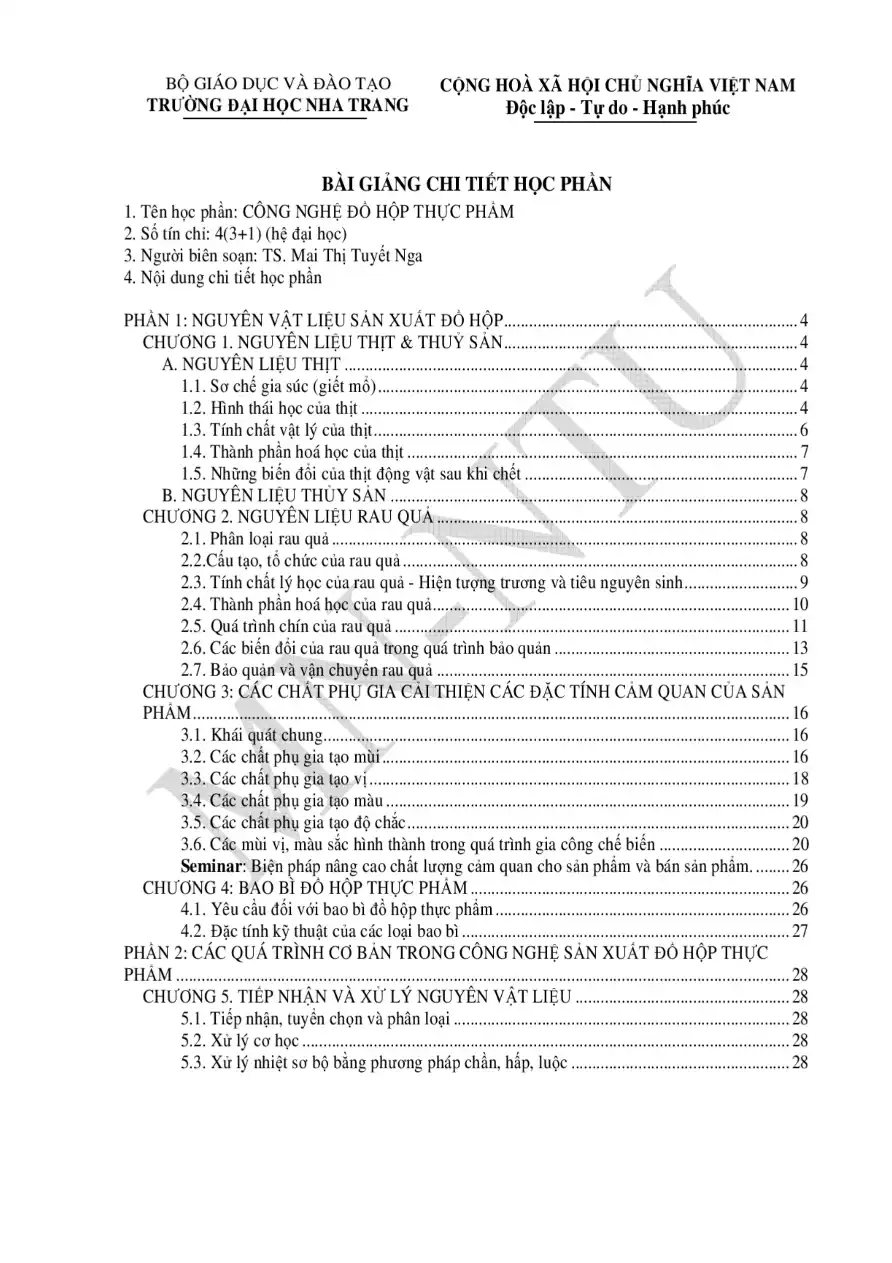 BỘ GIÁO DỤC VÀ ĐÀO TẠO
TRƯỜNG ĐẠI HỌC NHA TRANG
CỘNG HOÀ XÃ HỘI CHỦ NGHĨA VIỆT NAM
Độc lập - Tự do - Hạnh phúc
BÀI GIẢNG CHI TIẾT HỌC PHẦN
1. Tên học phần: CÔNG NGHỆ ĐỒ HỘP THỰC PHẨM
2. Số tín chỉ: 4(3+1) (hệ đại học)
3. Người biên soạn: TS. Mai Thị Tuyết Nga
4. Nội dung chi tiết học phần
PHẦN 1: NGUYÊN VẬT LIỆU SẢN XUẤT ĐỒ HỘP........ 4
CHƯƠNG 1. NGUYÊN LIỆU THỊT & THUỶ SẢN........ 4
A. NGUYÊN LIỆU THỊT ........ 4
1.1. Sơ chế gia súc (giết mổ)........ 4
1.2. Hình thái học của thịt ........ 4
1.3. Tính chất vật lý của thịt........ 6
1.4. Thành phần hoá học của thịt ........ 7
1.5. Những biến đổi của thịt động vật sau khi chết ........ 7
B. NGUYÊN LIỆU THỦY SẢN ........ 8
CHƯƠNG 2. NGUYÊN LIỆU RAU QUẢ ........ 8
2.1. Phân loại rau quả ........ 8
2.2.Cấu tạo, tổ chức của rau quả ........ 8
2.3. Tính chất lý học của rau quả - Hiện tượng trương và tiêu nguyên sinh........ 9
2.4. Thành phần hoá học của rau quả........ 10
2.5. Quá trình chín của rau quả ........ 11
2.6. Các biến đổi của rau quả trong quá trình bảo quản ........ 13
2.7. Bảo quản và vận chuyển rau quả ........ 15
CHƯƠNG 3: CÁC CHẤT PHỤ GIA CẢI THIỆN CÁC ĐẶC TÍNH CẢM QUAN CỦA SẢN
PHẨM........ 16
3.1. Khái quát chung........ 16
3.2. Các chất phụ gia tạo mùi........ 16
3.3. Các chất phụ gia tạo vị........ 18
3.4. Các chất phụ gia tạo màu ........ 19
3.5. Các chất phụ gia tạo độ chắc........ 20
3.6. Các mùi vị, màu sắc hình thành trong quá trình gia công chế biến ........ 20
Seminar: Biện pháp nâng cao chất lượng cảm quan cho sản phẩm và bán sản phẩm. ........ 26
CHƯƠNG 4: BAO BÌ ĐỒ HỘP THỰC PHẨM ........ 26
4.1. Yêu cầu đối với bao bì đồ hộp thực phẩm ........ 26
4.2. Đặc tính kỹ thuật của các loại bao bì ........ 27
PHẦN 2: CÁC QUÁ TRÌNH CƠ BẢN TRONG CÔNG NGHỆ SẢN XUẤT ĐỒ HỘP THỰC
PHẨM ........ 28
CHƯƠNG 5. TIẾP NHẬN VÀ XỬ LÝ NGUYÊN VẬT LIỆU ........ 28
5.1. Tiếp nhận, tuyển chọn và phân loại ........ 28
5.2. Xử lý cơ học ........ 28
5.3. Xử lý nhiệt sơ bộ bằng phương pháp chần, hấp, luộc ........ 28
MN-NTU